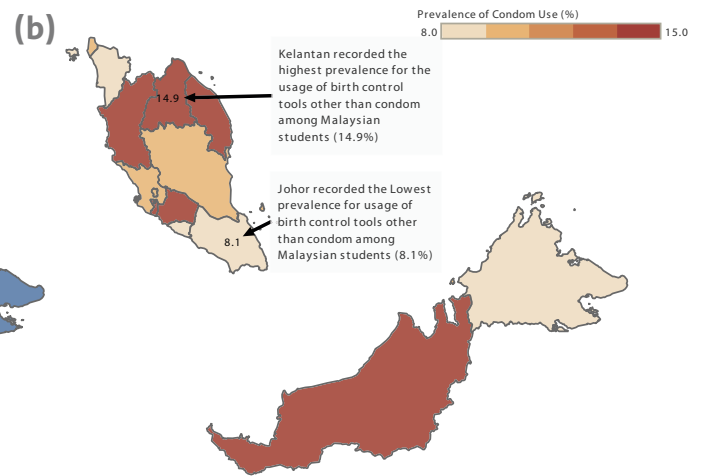 (b)
Prevalence of Condom Use (%)
8.0 15.0
Kelantan recorded the
highest prevalence for the
usage of birth control
tools other than condom
among Malaysian
students (14.9%)
14.9
Johor recorded the Lowest
prevalence for usage of
birth control tools other
than condom among
Malaysian students (8.1%)
8.1